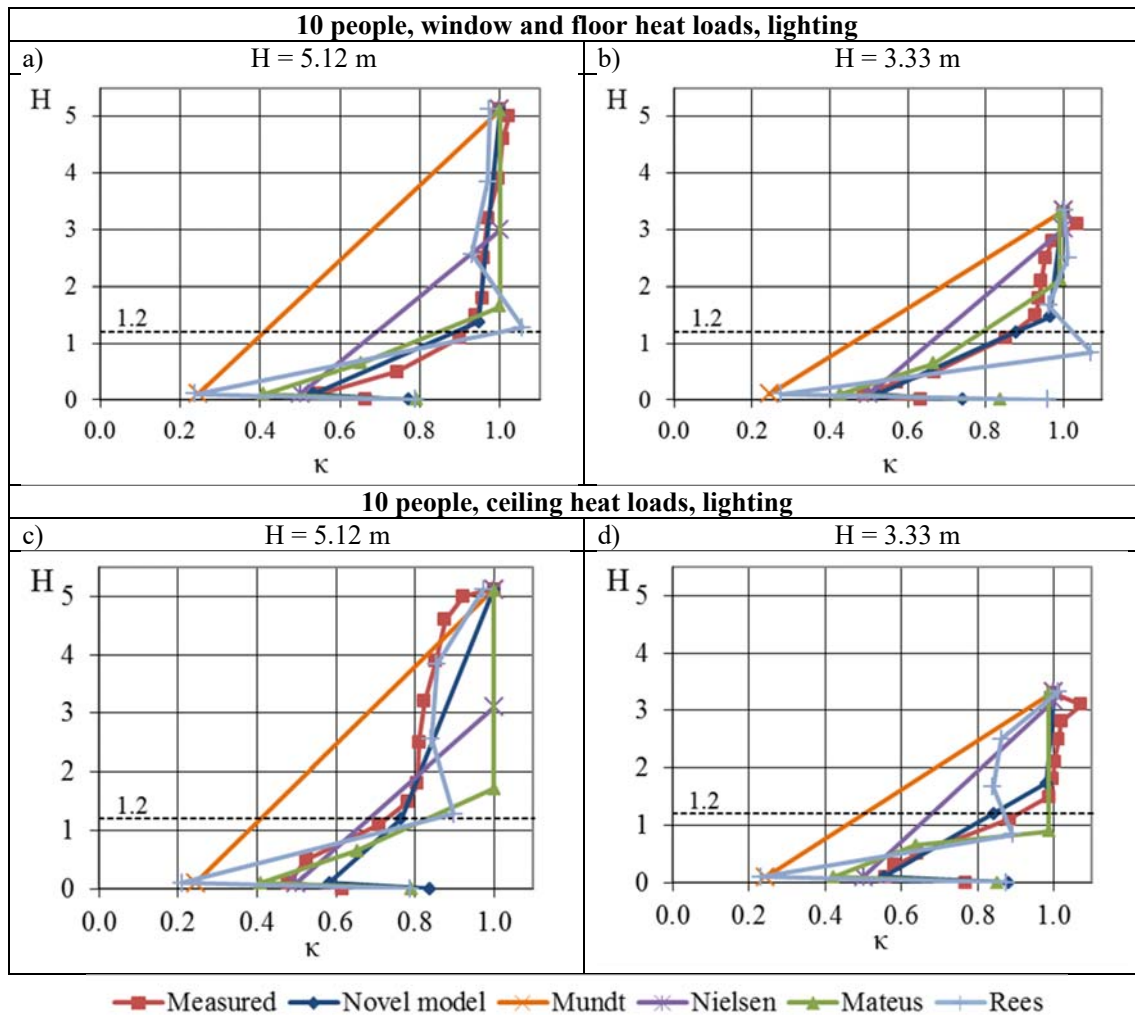 10 people, window and floor heat loads, lighting
a) H = 5.12 m b) H = 3.33 m
H
5
4
3
2
1.2
1
0
0.0 0.2 0.4 0.6 0.8 1.0
κ
H
5
4
3
2
1.2
1
0
0.0 0.2 0.4 0.6 0.8 1.0
κ
10 people, ceiling heat loads, lighting
c) H = 5.12 m d) H = 3.33 m
H
5
4
3
2
1.2
1
0
0.0 0.2 0.4 0.6 0.8 1.0
κ
H
5
4
3
2
1.2
1
0
0.0 0.2 0.4 0.6 0.8 1.0
κ
Measured Novel model Mundt Nielsen Mateus Rees